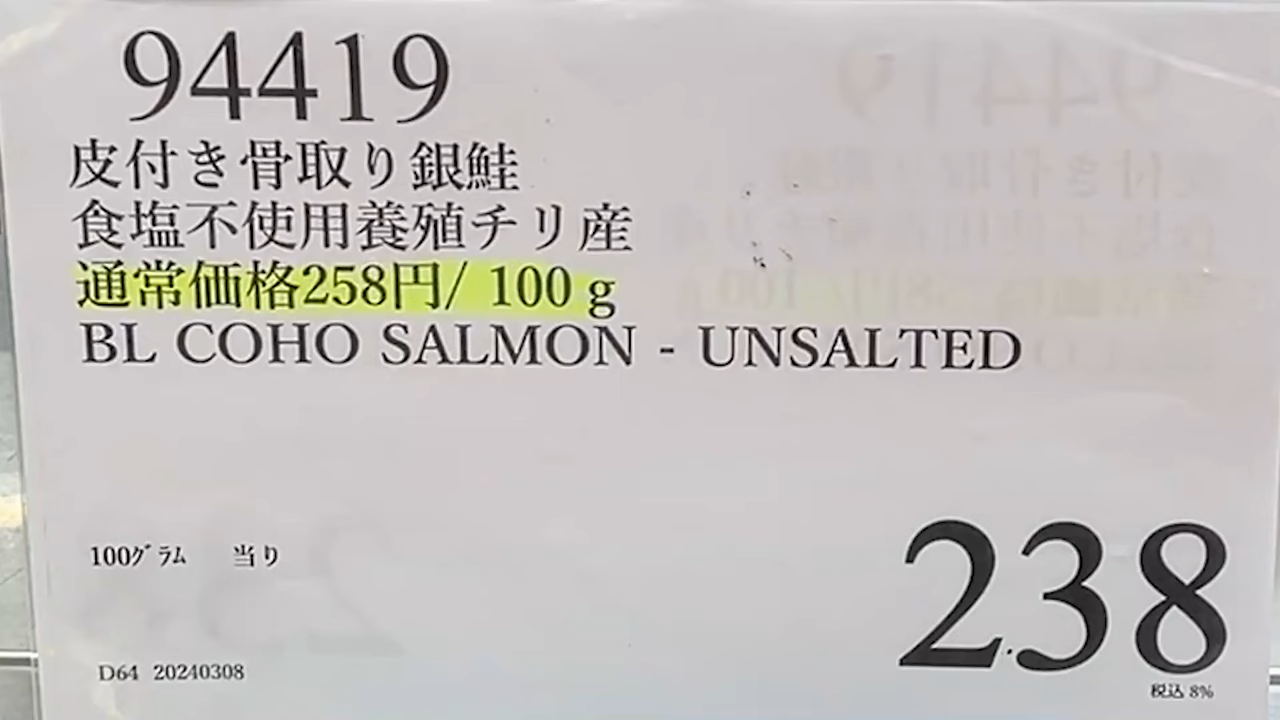 94419
皮付き骨取り銀鮭
食塩不使用養殖チリ産
通常価格258円/ 100g
BL COHO SALMON - UNSALTED
100ｸﾞﾗﾑ 当り
238
税込 8%
D64 20240308